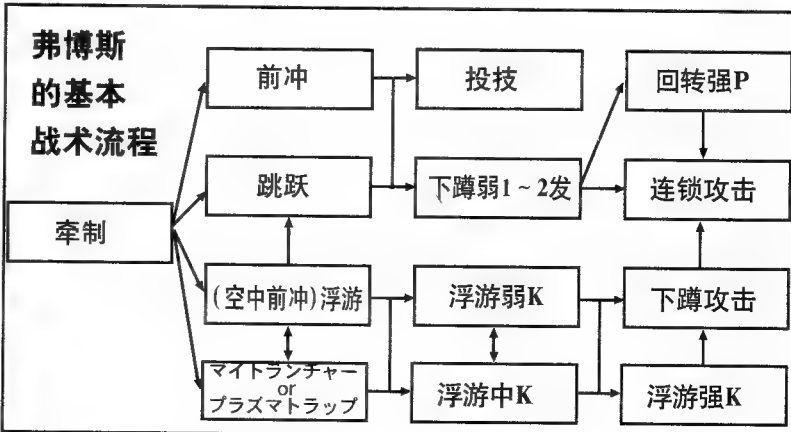 弗博斯
的基本
战术流程
前冲
投技
回转强P
跳跃
下蹲弱1~2发
连锁攻击
牵制
(空中前冲)浮游
浮游弱K
下蹲攻击
マイトランチャー
or
プラズマトラップ
浮游中K
浮游强K